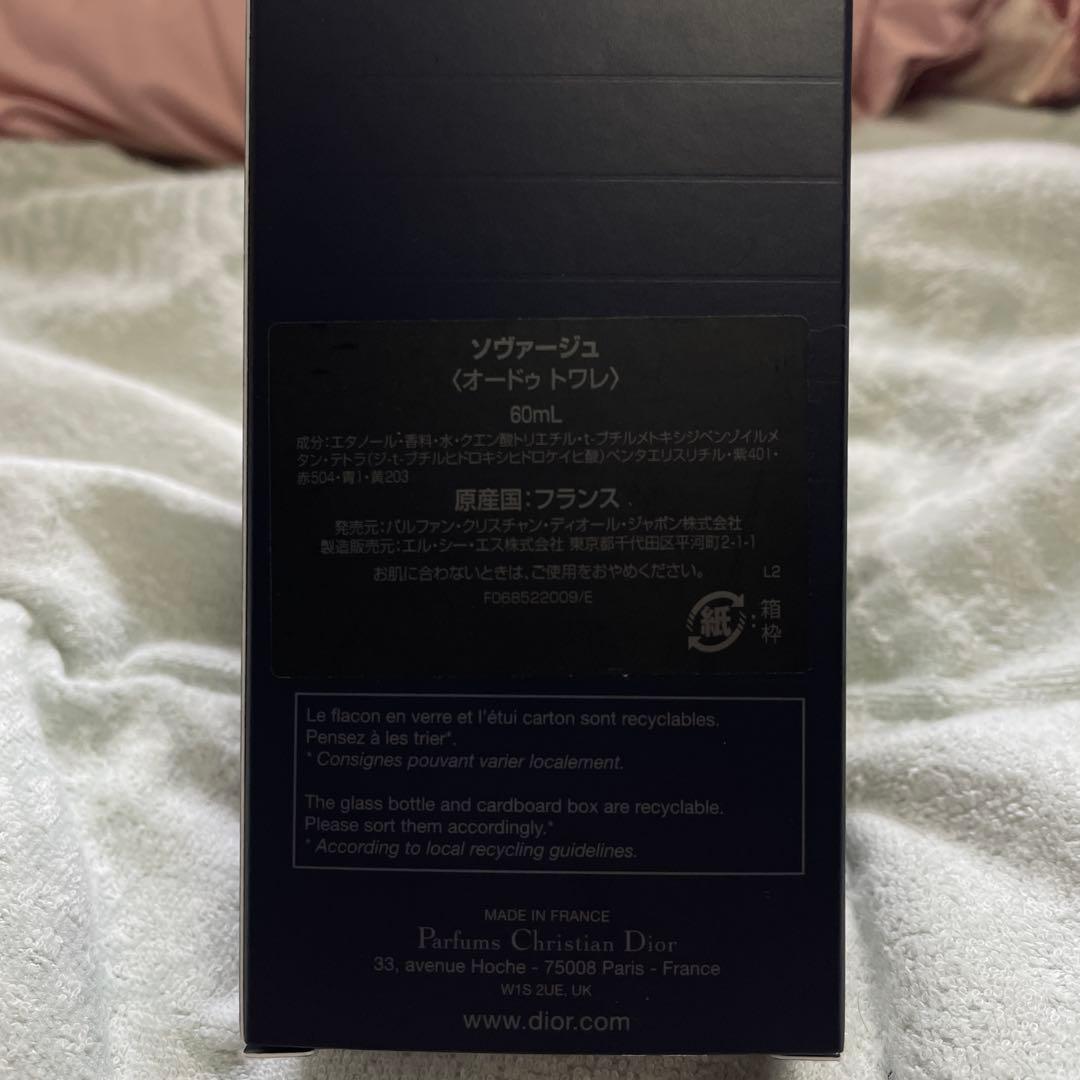 ソヴァージュ
〈オードゥ トワレ〉
60mL
成分：エタノール・香料・水・クエン酸トリエチル・t-ブチルメトキシジベンゾイルメ
タン・テトラ(ジ-t-ブチルヒドロキシヒドロケイヒ酸)ペンタエリスリチル・紫401・
赤504・青1・黄203
原産国：フランス
発売元：パルファン・クリスチャン・ディオール・ジャポン株式会社
製造販売元：エル・シー・エス株式会社 東京都千代田区平河町2-1-1
お肌に合わないときは、ご使用をおやめください。 L2
F068522009/E
紙：箱
枠
Le flacon en verre et l'étui carton sont recyclables.
Pensez à les trier*.
* Consignes pouvant varier localement.
The glass bottle and cardboard box are recyclable.
Please sort them accordingly.*
* According to local recycling guidelines.
MADE IN FRANCE
Parfums Christian Dior
33, avenue Hoche - 75008 Paris - France
W1S 2UE, UK
www.dior.com